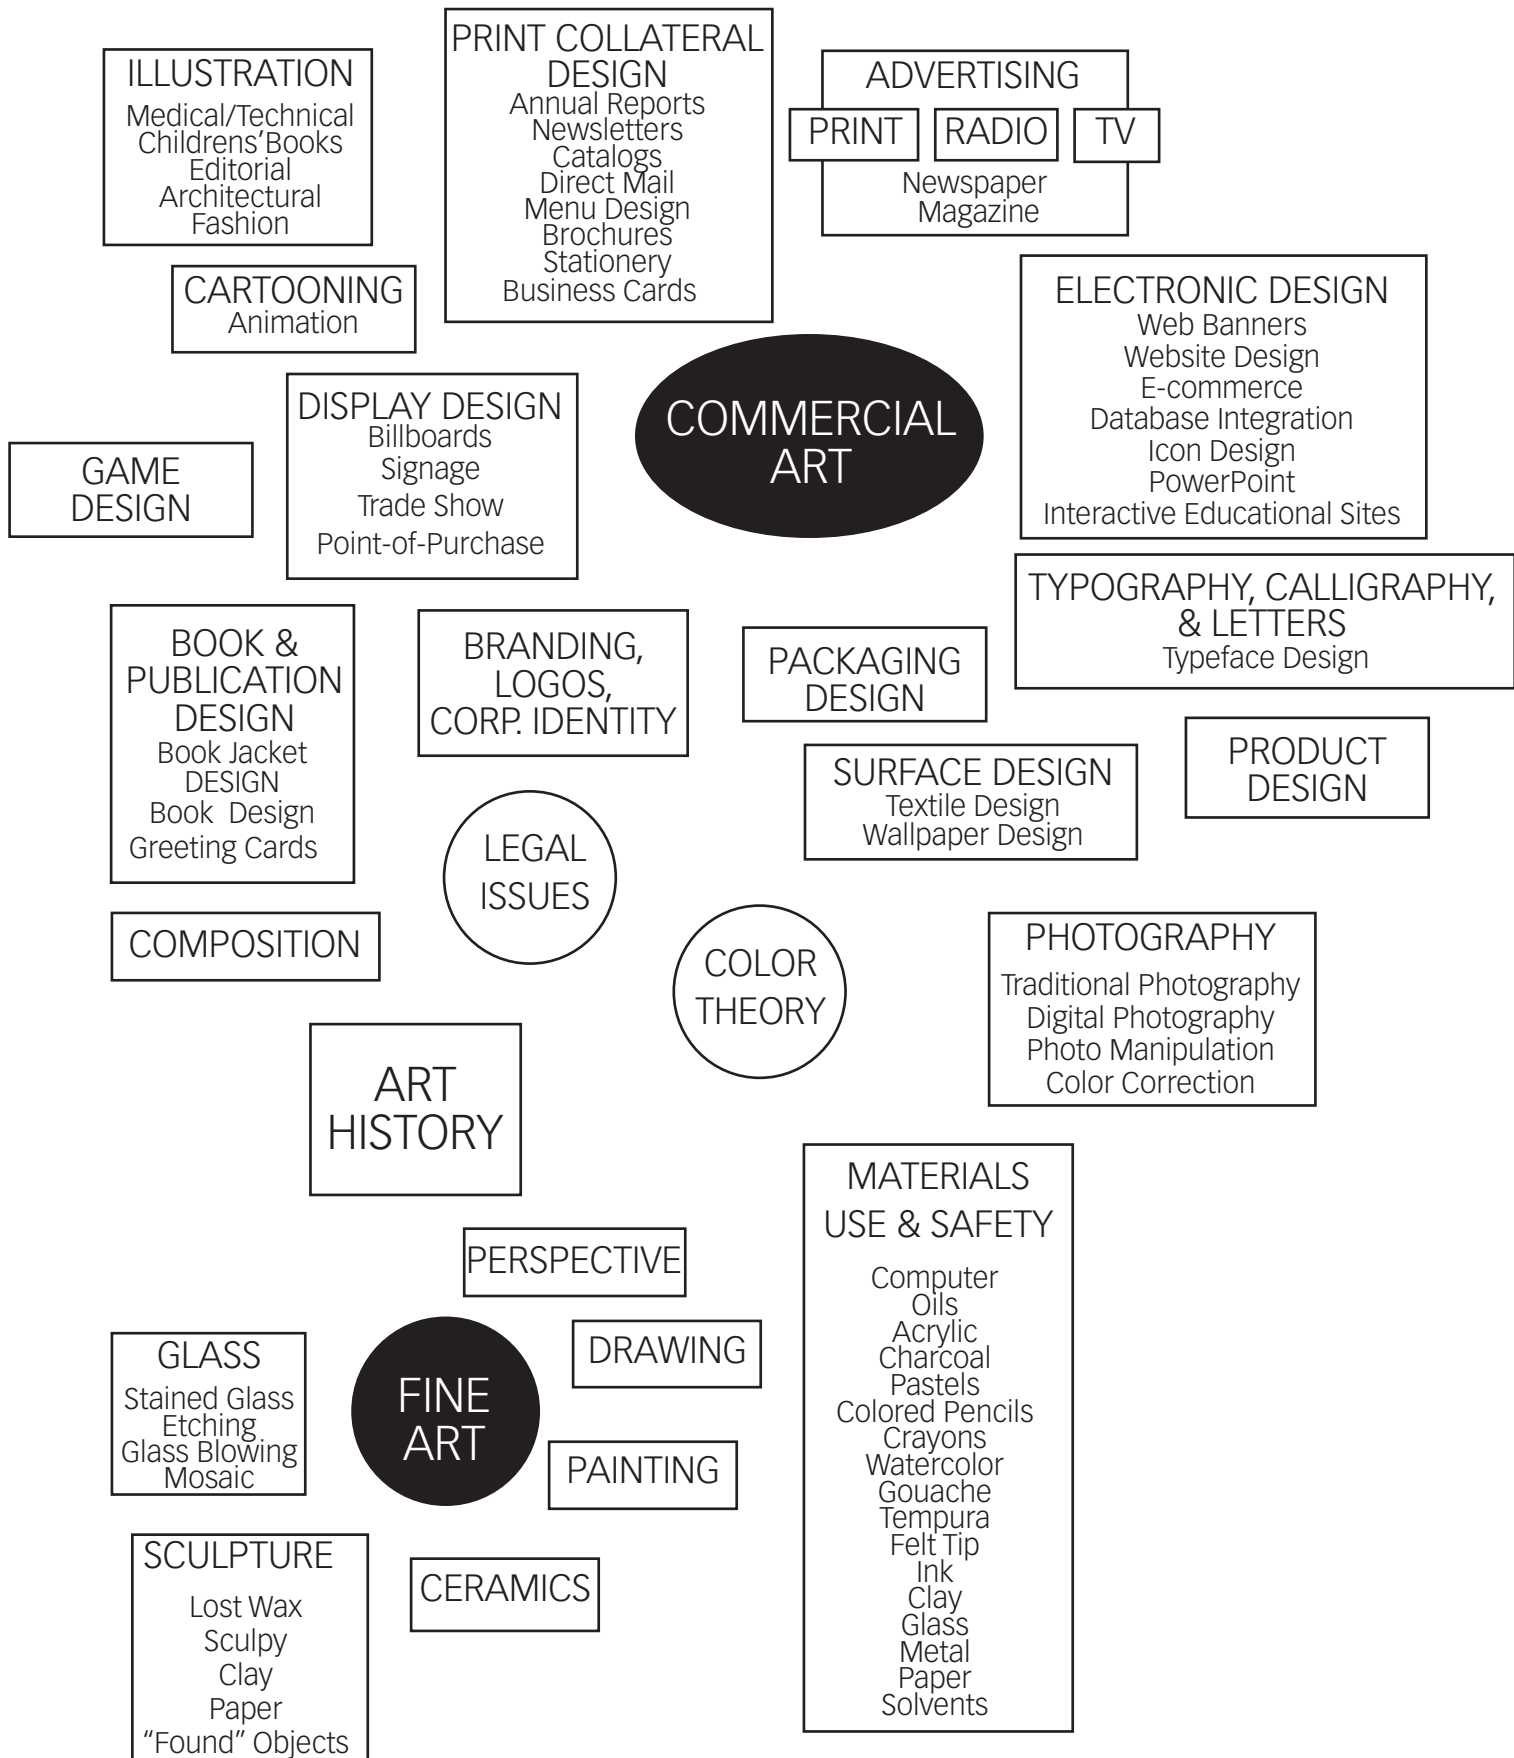 ILLUSTRATION
Medical/Technical
Childrens' Books
Editorial
Architectural
Fashion
PRINT COLLATERAL
DESIGN
Annual Reports
Newsletters
Catalogs
Direct Mail
Menu Design
Brochures
Stationery
Business Cards
ADVERTISING
PRINT
RADIO
TV
Newspaper
Magazine
CARTOONING
Animation
ELECTRONIC DESIGN
Web Banners
Website Design
E-commerce
Database Integration
Icon Design
PowerPoint
Interactive Educational Sites
COMMERCIAL
ART
DISPLAY DESIGN
Billboards
Signage
Trade Show
Point-of-Purchase
GAME
DESIGN
TYPOGRAPHY, CALLIGRAPHY,
& LETTERS
Typeface Design
BOOK &
PUBLICATION
DESIGN
Book Jacket
DESIGN
Book Design
Greeting Cards
BRANDING,
LOGOS,
CORP. IDENTITY
PACKAGING
DESIGN
PRODUCT
DESIGN
SURFACE DESIGN
Textile Design
Wallpaper Design
LEGAL
ISSUES
COMPOSITION
COLOR
THEORY
PHOTOGRAPHY
Traditional Photography
Digital Photography
Photo Manipulation
Color Correction
ART
HISTORY
MATERIALS
USE & SAFETY
Computer
Oils
Acrylic
Charcoal
Pastels
Colored Pencils
Crayons
Watercolor
Gouache
Tempura
Felt Tip
Ink
Clay
Glass
Metal
Paper
Solvents
PERSPECTIVE
DRAWING
GLASS
Stained Glass
Etching
Glass Blowing
Mosaic
FINE
ART
PAINTING
SCULPTURE
Lost Wax
Sculpy
Clay
Paper
“Found” Objects
CERAMICS